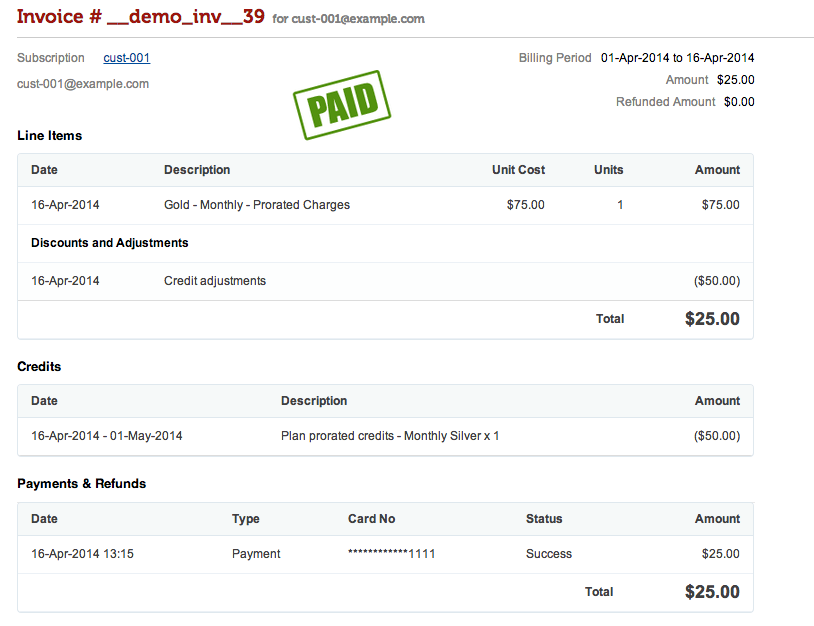 Invoice # __demo_inv__39 for cust-001@example.com
Subscription cust-001 Billing Period 01-Apr-2014 to 16-Apr-2014
cust-001@example.com Amount $25.00
Refunded Amount $0.00
PAID
Line Items
Date Description Unit Cost Units Amount
16-Apr-2014 Gold - Monthly - Prorated Charges $75.00 1 $75.00
Discounts and Adjustments
16-Apr-2014 Credit adjustments ($50.00)
Total $25.00
Credits
Date Description Amount
16-Apr-2014 - 01-May-2014 Plan prorated credits - Monthly Silver x 1 ($50.00)
Payments & Refunds
Date Type Card No Status Amount
16-Apr-2014 13:15 Payment ************1111 Success $25.00
Total $25.00